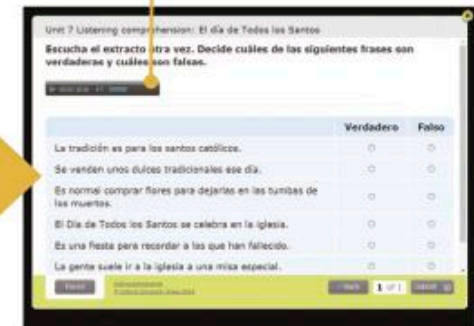 Unit 7 Listening comprehension: El día de Todos los Santos
Escucha el extracto otra vez. Decide cuáles de las siguientes frases son
verdaderas y cuáles son falsas.
Verdadero Falso
La tradición es para los santos católicos.
Se venden unos dulces tradicionales ese día.
Es normal comprar flores para dejarlas en las tumbas de
los muertos.
El Día de Todos los Santos se celebra en la iglesia.
Es una fiesta para recordar a los que han fallecido.
La gente suele ir a la iglesia a una misa especial.
1 of 1